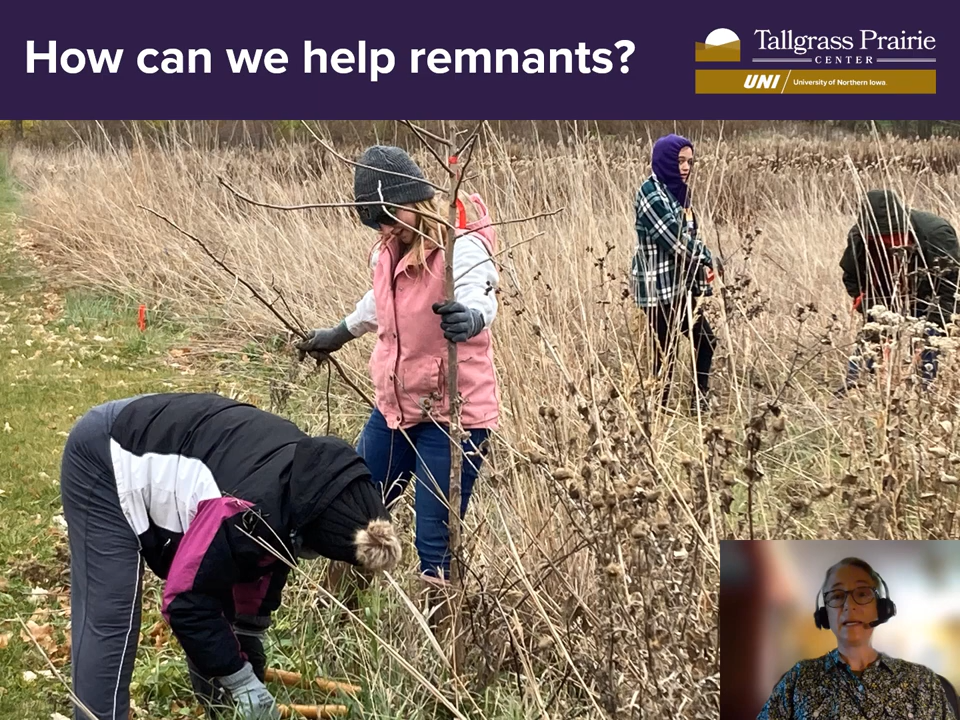 How can we help remnants?
Tallgrass Prairie
CENTER
UNI University of Northern Iowa